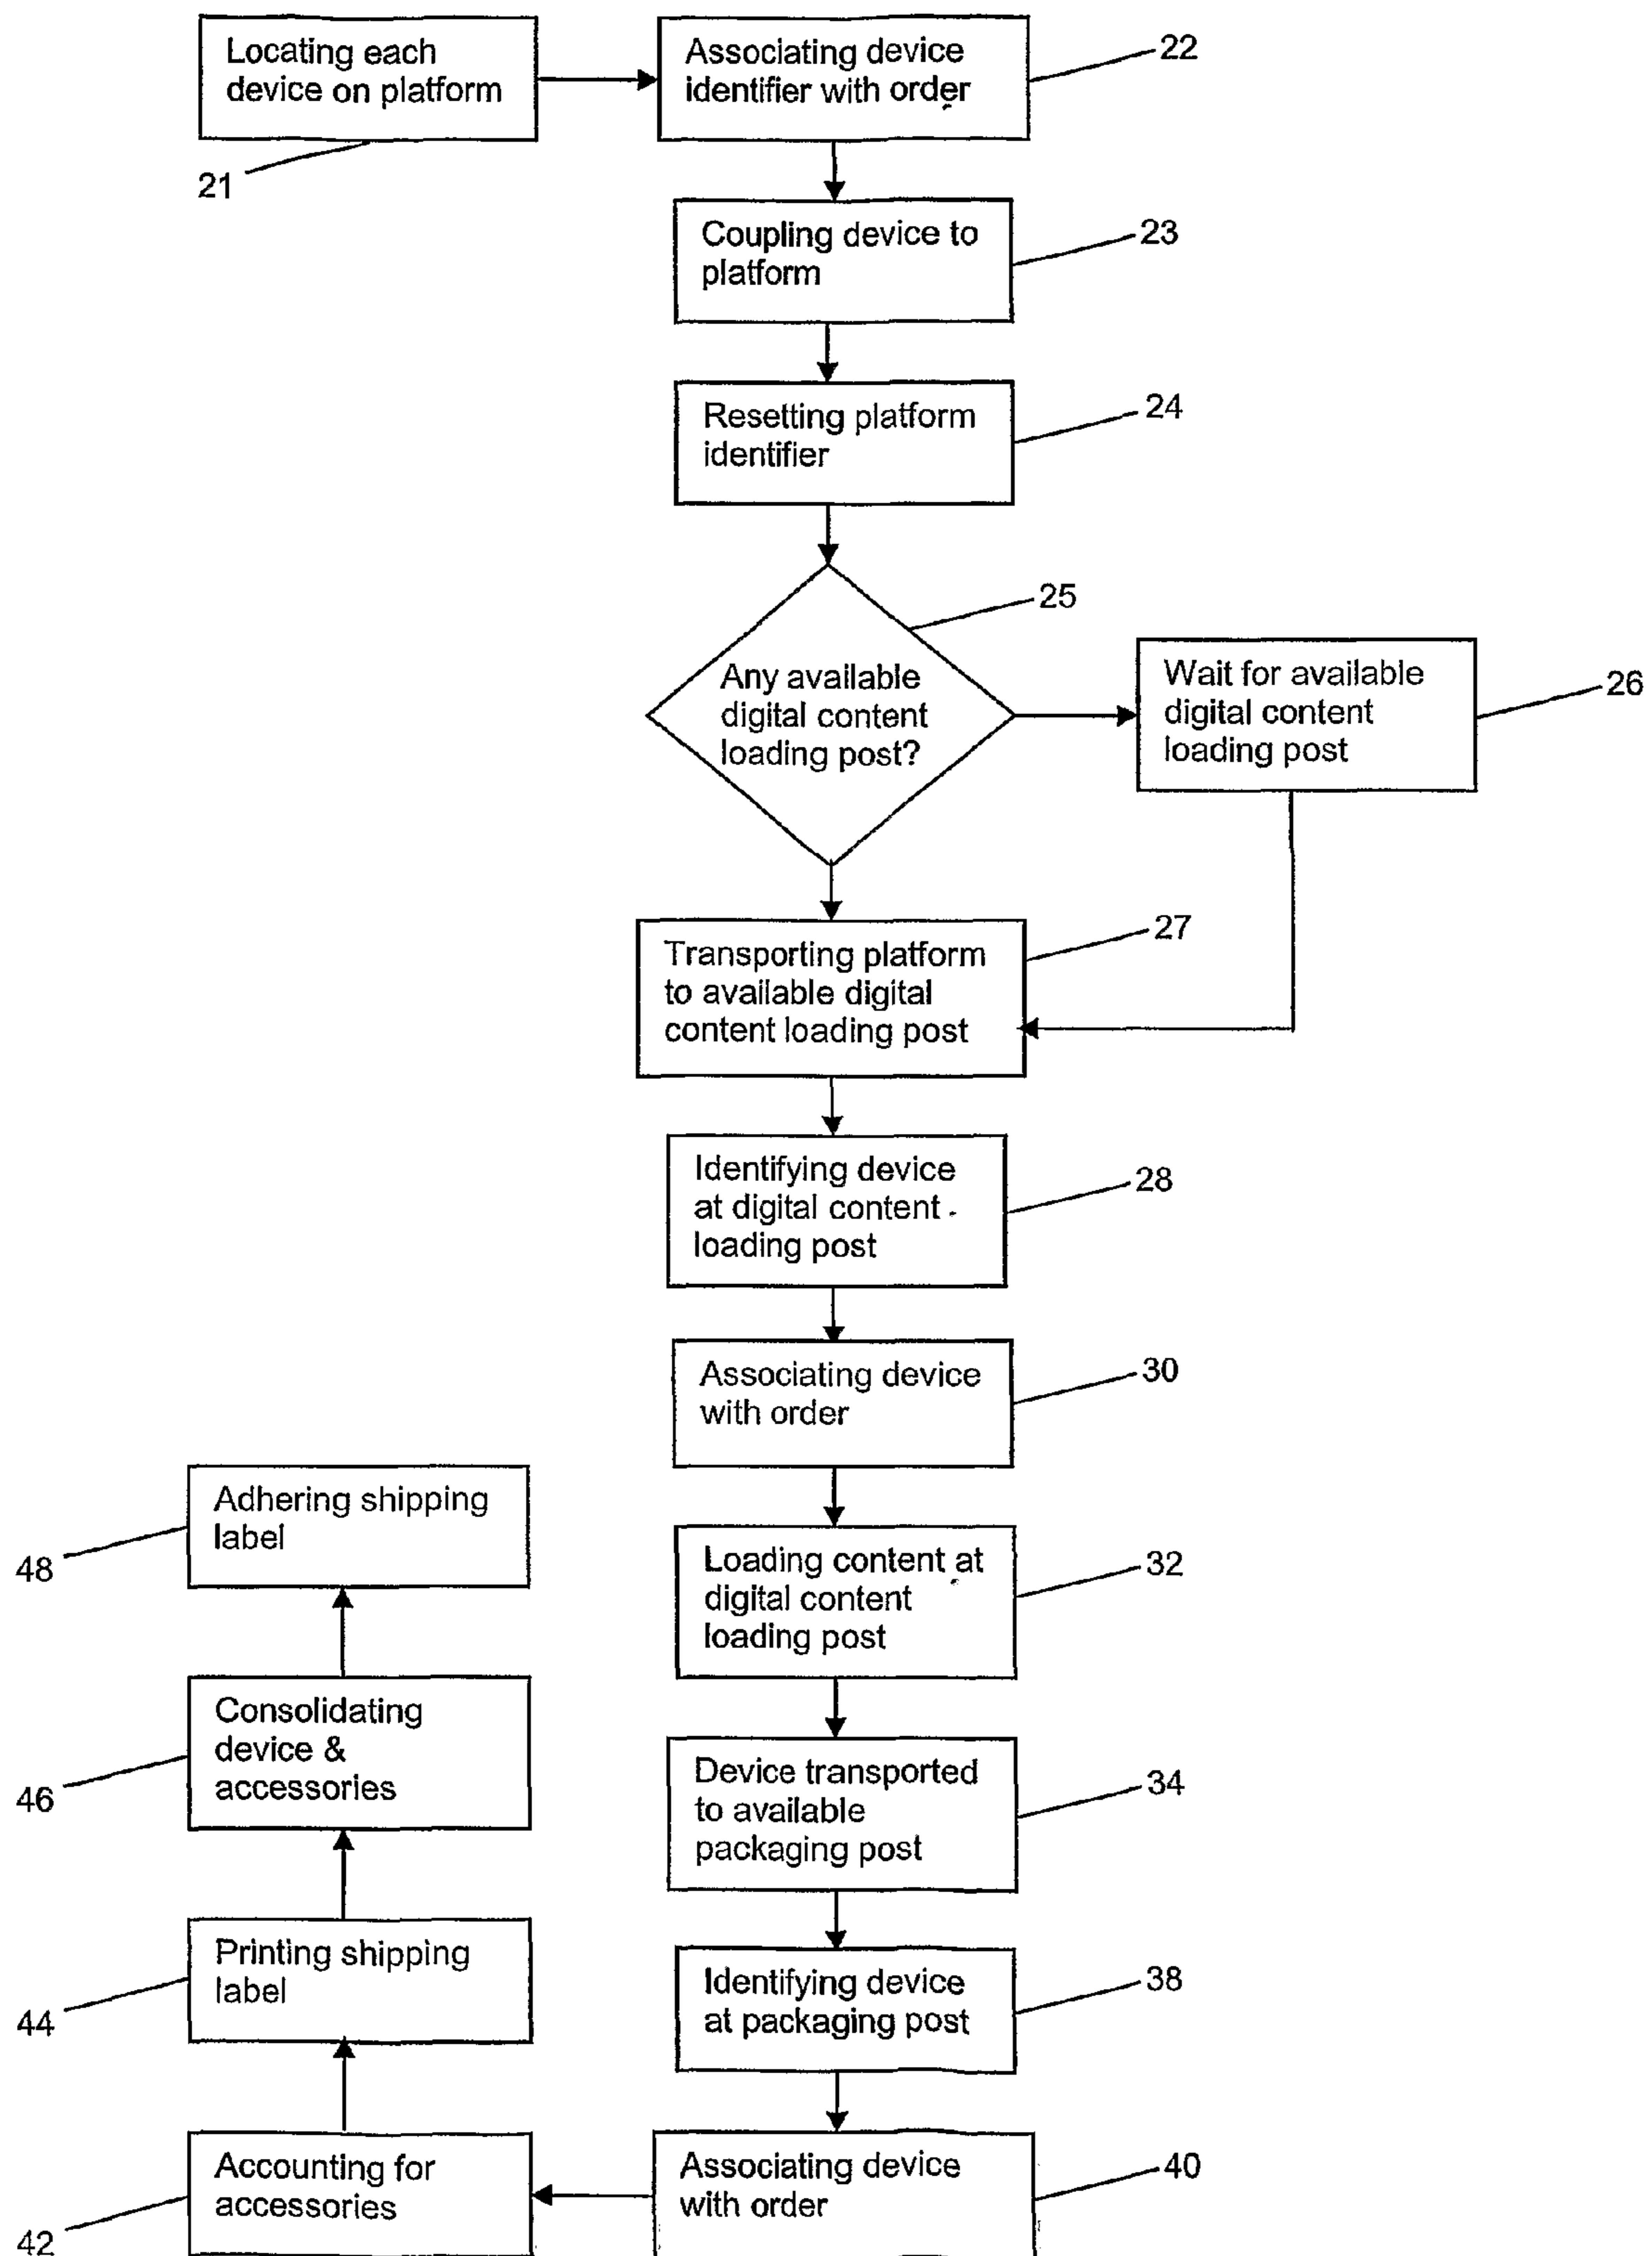 Locating each
device on platform
21
Associating device
identifier with order
22
Coupling device to
platform
23
Resetting platform
identifier
24
25
Any available
digital content
loading post?
Wait for available
digital content
loading post
26
Transporting platform
to available digital
content loading post
27
Identifying device
at digital content
loading post
28
Associating device
with order
30
Loading content at
digital content
loading post
32
Device transported
to available
packaging post
34
Identifying device
at packaging post
38
Associating device
with order
40
Accounting for
accessories
42
Printing shipping
label
44
Consolidating
device &
accessories
46
Adhering shipping
label
48